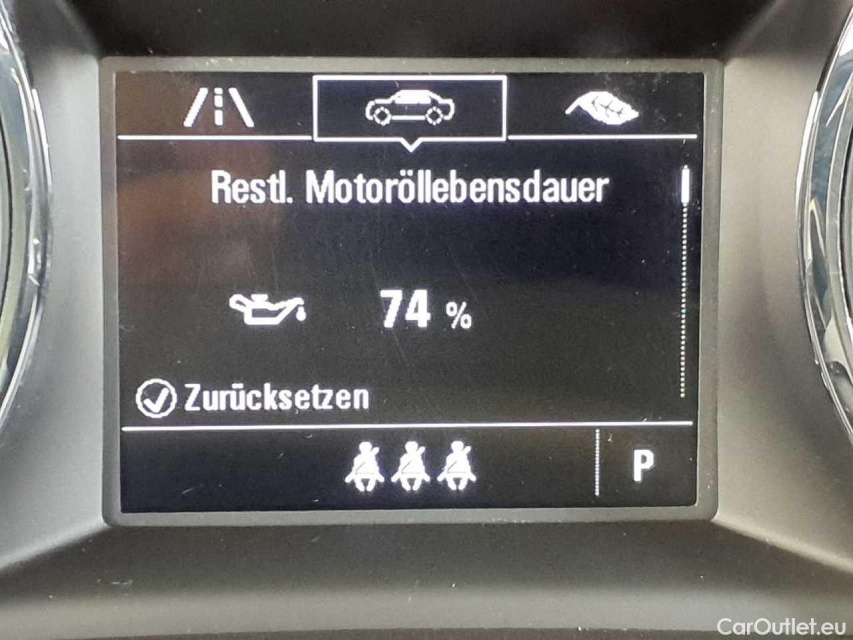 Restl. Motoröllebensdauer
74 %
Zurücksetzen
P
CarOutlet.eu